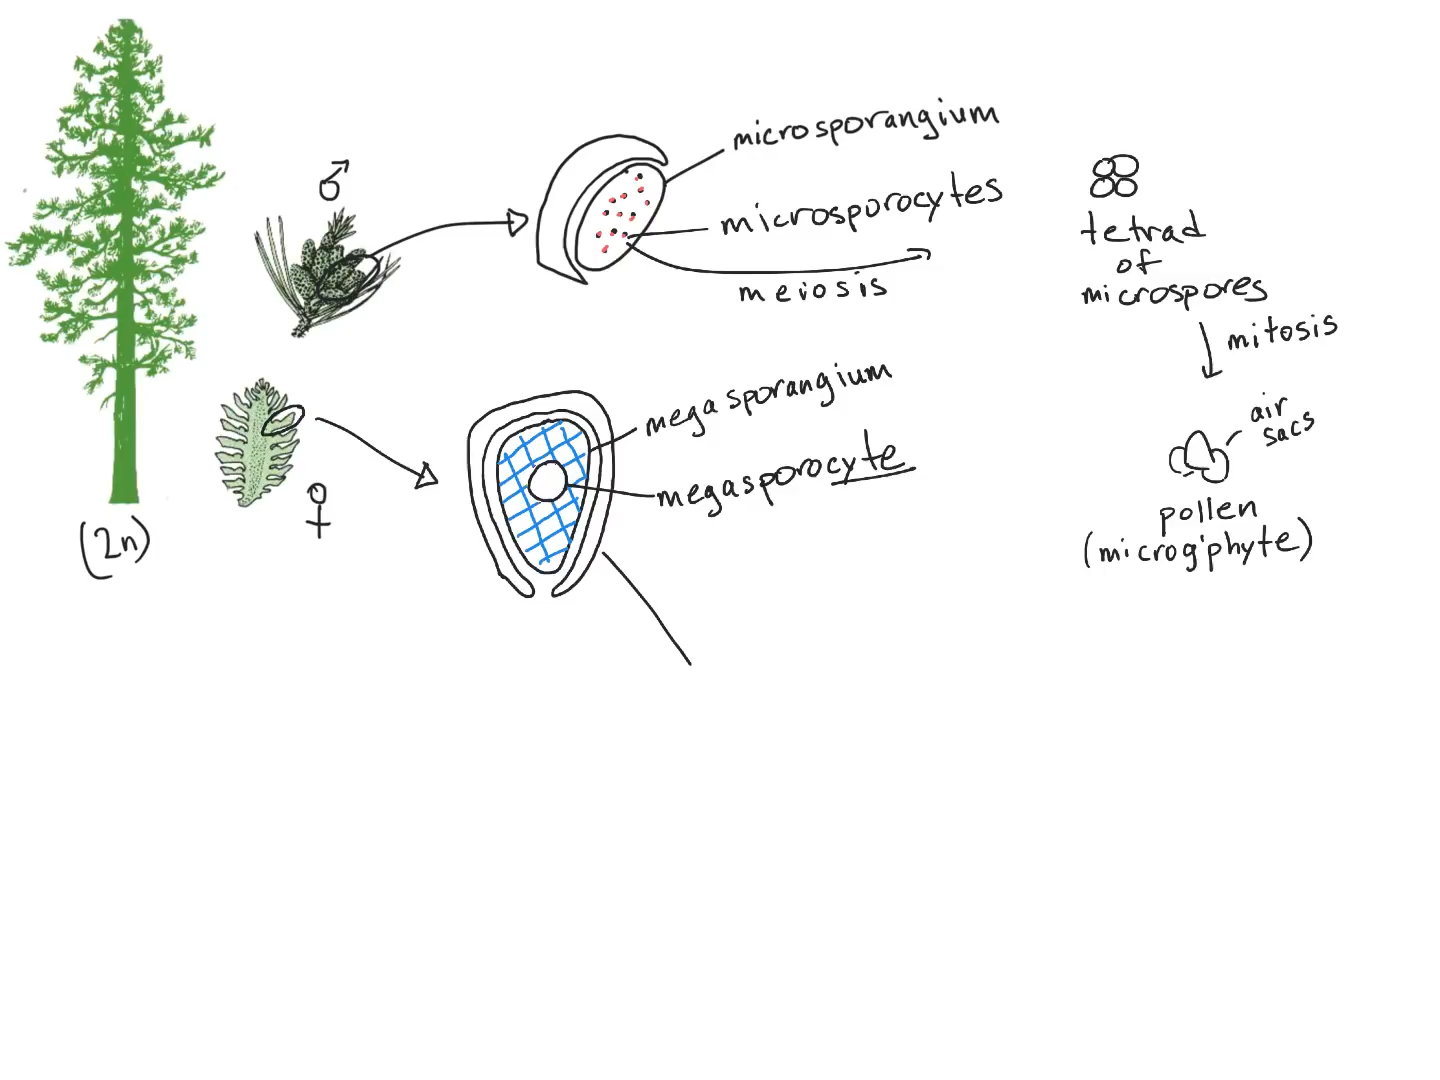 ♂
microsporangium
microsporocytes
meiosis
tetrad
of
microspores
mitosis
air
sacs
pollen
(microg'phyte)
megasporangium
megasporocyte
♀
(2n)